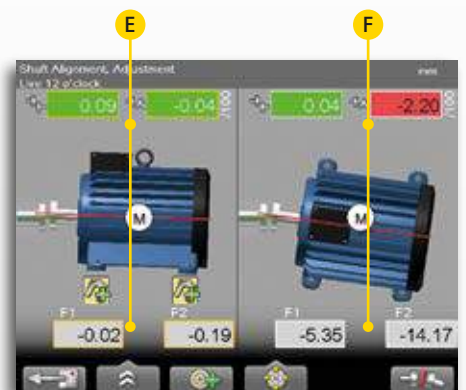 E
F
Shaft Alignment, Adjustment
mm
Live 12 o'clock
0.09
-0.04
/100
0.04
-2.20
/100
M
M
F1
F2
F1
F2
-0.02
-0.19
-5.35
-14.17